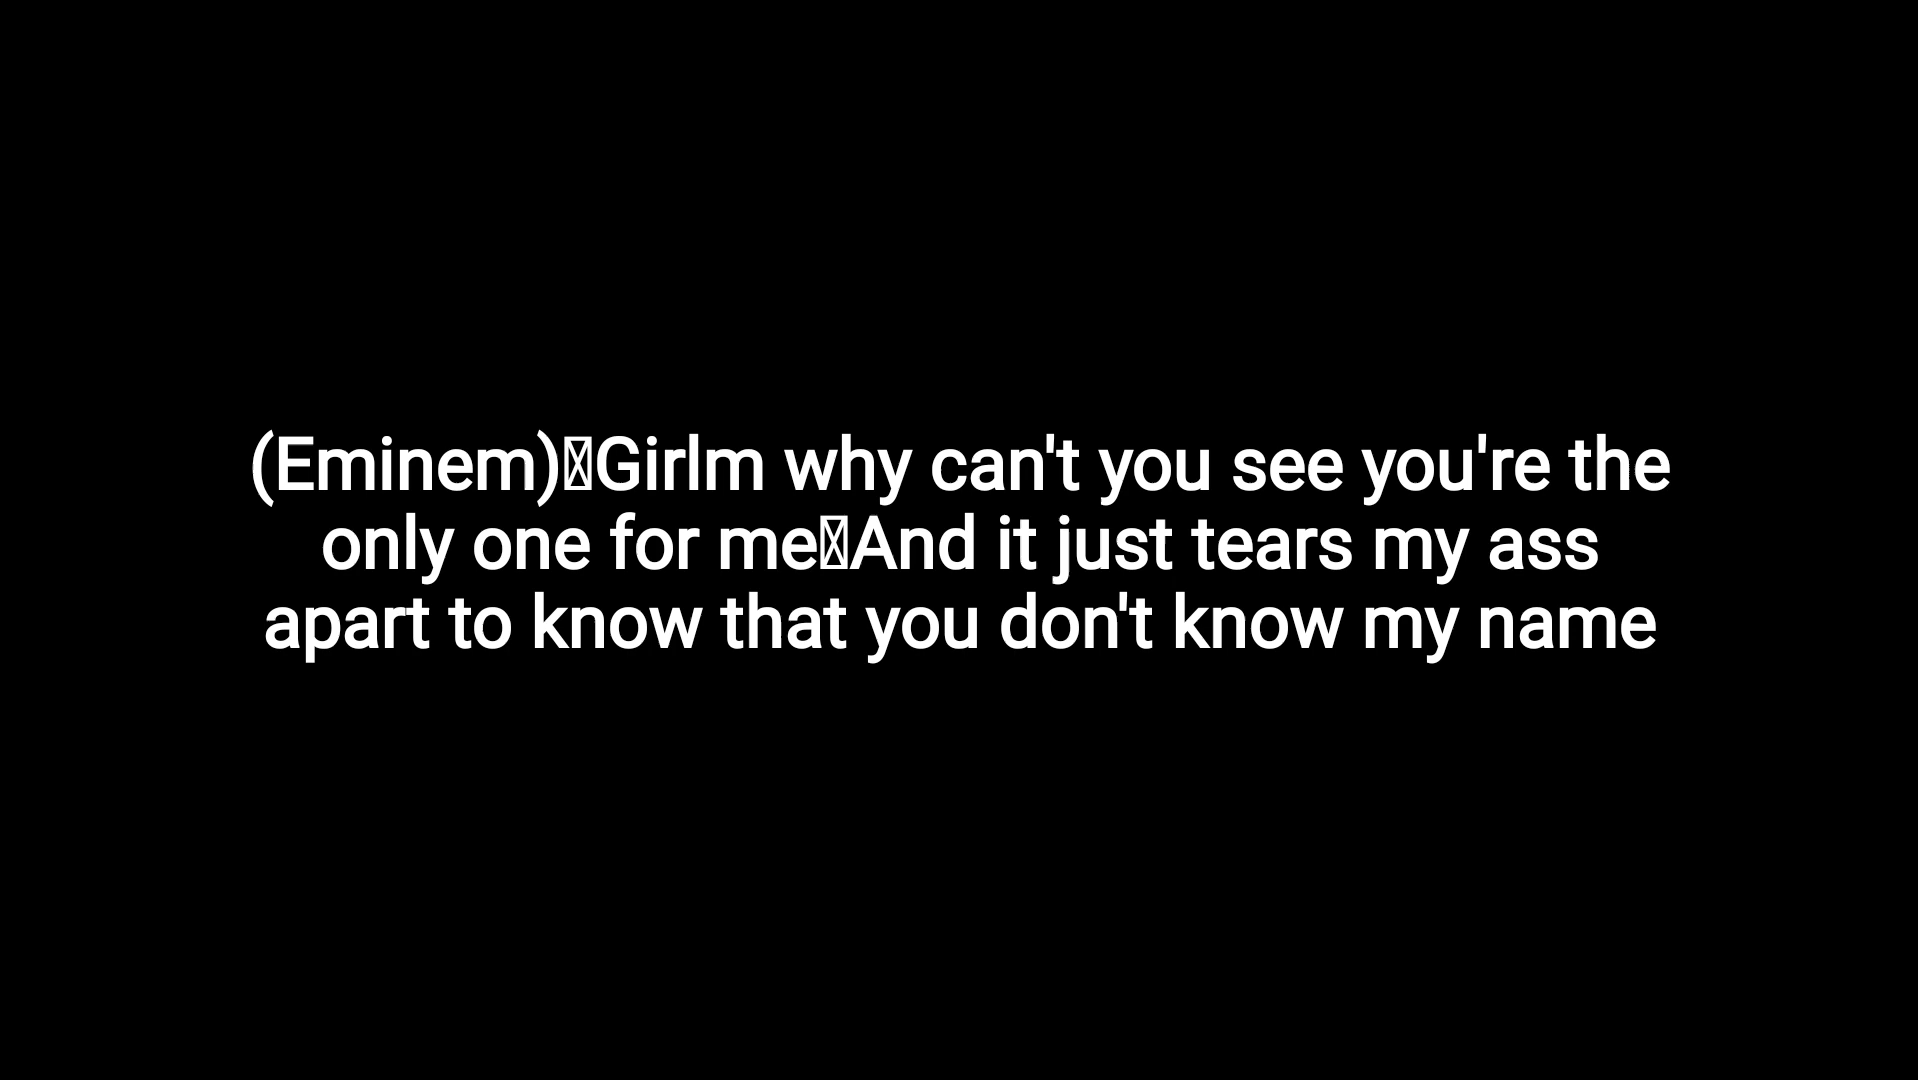 (Eminem)Girlm why can't you see you're the
only one for meAnd it just tears my ass
apart to know that you don't know my name